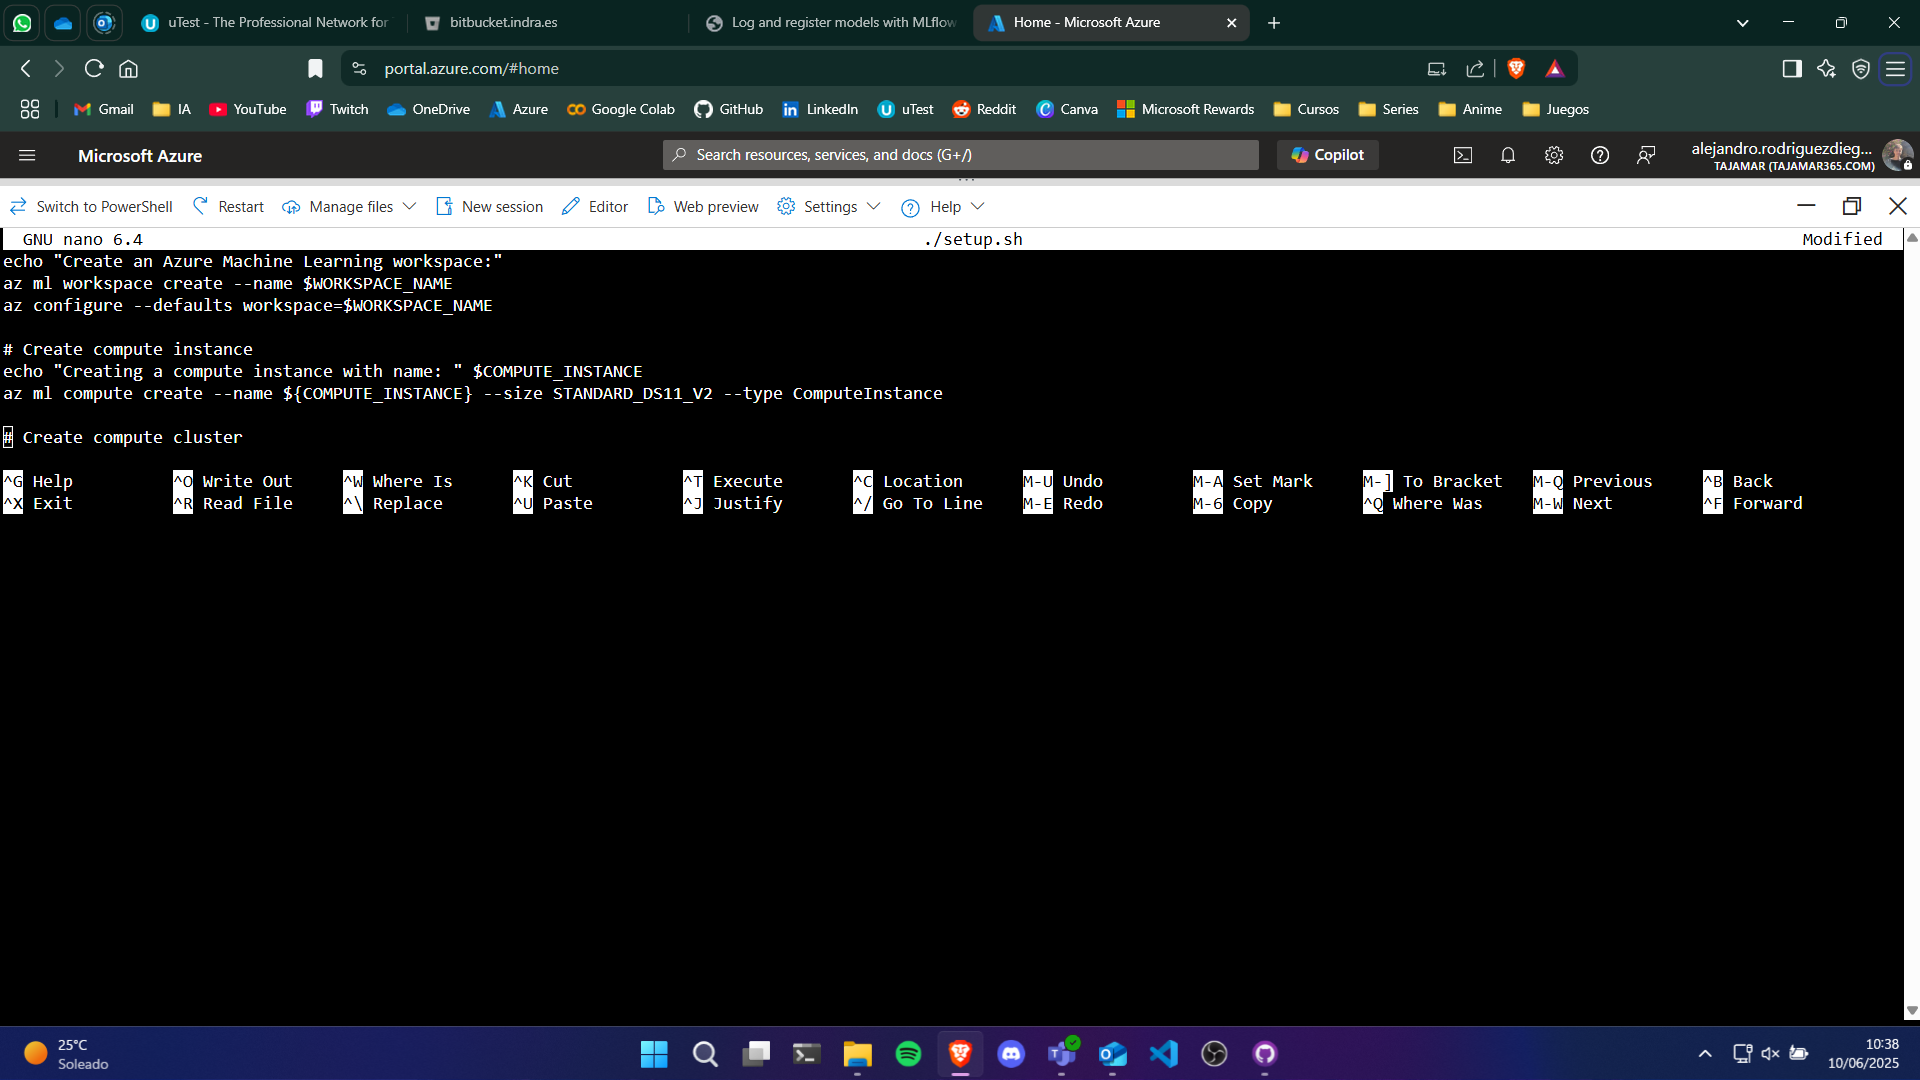 uTest - The Professional Network for
bitbucket.indra.es
Log and register models with MLflow
Home - Microsoft Azure
portal.azure.com/#home
Gmail
IA
YouTube
Twitch
OneDrive
Azure
Google Colab
GitHub
LinkedIn
uTest
Reddit
Canva
Microsoft Rewards
Cursos
Series
Anime
Juegos
Microsoft Azure
Search resources, services, and docs (G+/)
Copilot
alejandro.rodriguezdieg...
TAJAMAR (TAJAMAR365.COM)
Switch to PowerShell
Restart
Manage files
New session
Editor
Web preview
Settings
Help
GNU nano 6.4 ./setup.sh Modified
echo "Create an Azure Machine Learning workspace:"
az ml workspace create --name $WORKSPACE_NAME
az configure --defaults workspace=$WORKSPACE_NAME
# Create compute instance
echo "Creating a compute instance with name: " $COMPUTE_INSTANCE
az ml compute create --name ${COMPUTE_INSTANCE} --size STANDARD_DS11_V2 --type ComputeInstance
# Create compute cluster
^G Help ^O Write Out ^W Where Is ^K Cut ^T Execute ^C Location M-U Undo M-A Set Mark M-] To Bracket M-Q Previous ^B Back
^X Exit ^R Read File ^\ Replace ^U Paste ^J Justify ^/ Go To Line M-E Redo M-6 Copy ^Q Where Was M-W Next ^F Forward
25°C
Soleado
10:38
10/06/2025